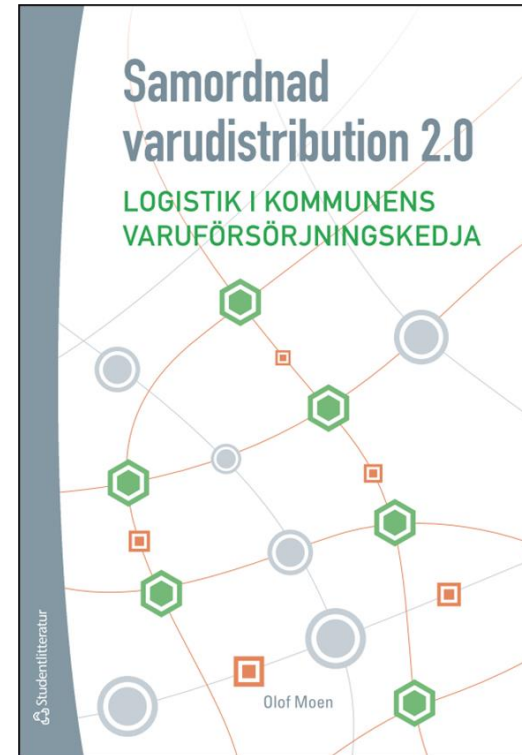 Samordnad
varudistribution 2.0
LOGISTIK I KOMMUNENS
VARUFÖRSÖRJNINGSKEDJA
Olof Moen
Studentlitteratur